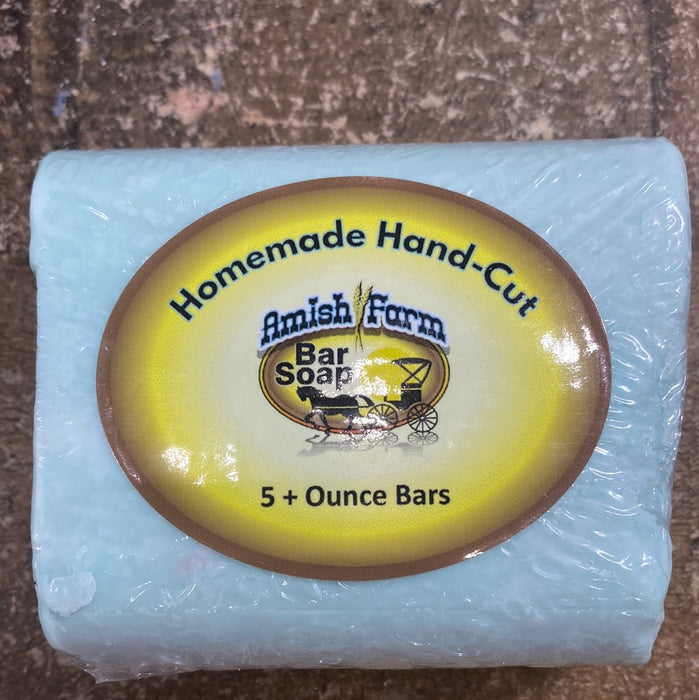 Homemade Hand-Cut
Amish Farm
Bar
Soap
5 + Ounce Bars